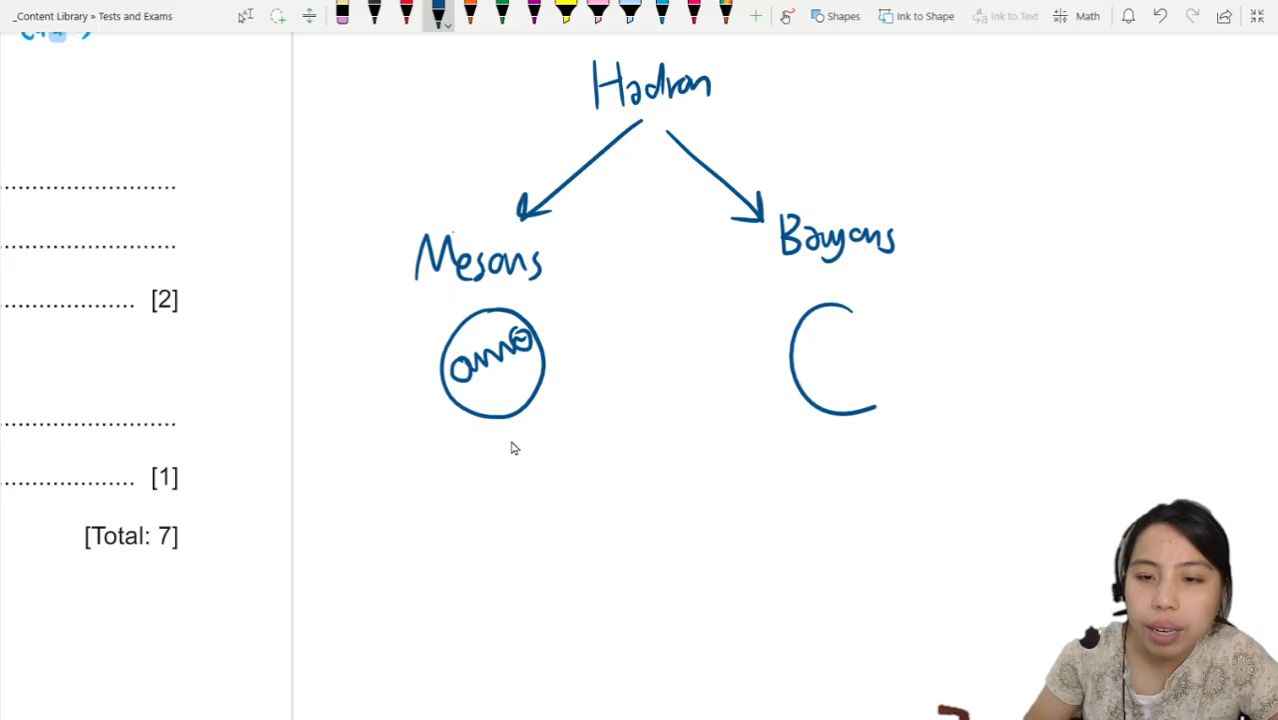 _Content Library » Tests and Exams
Shapes
Ink to Shape
Ink to Text
Math
Hadron
Mesons
Baryons
[2]
[1]
[Total: 7]